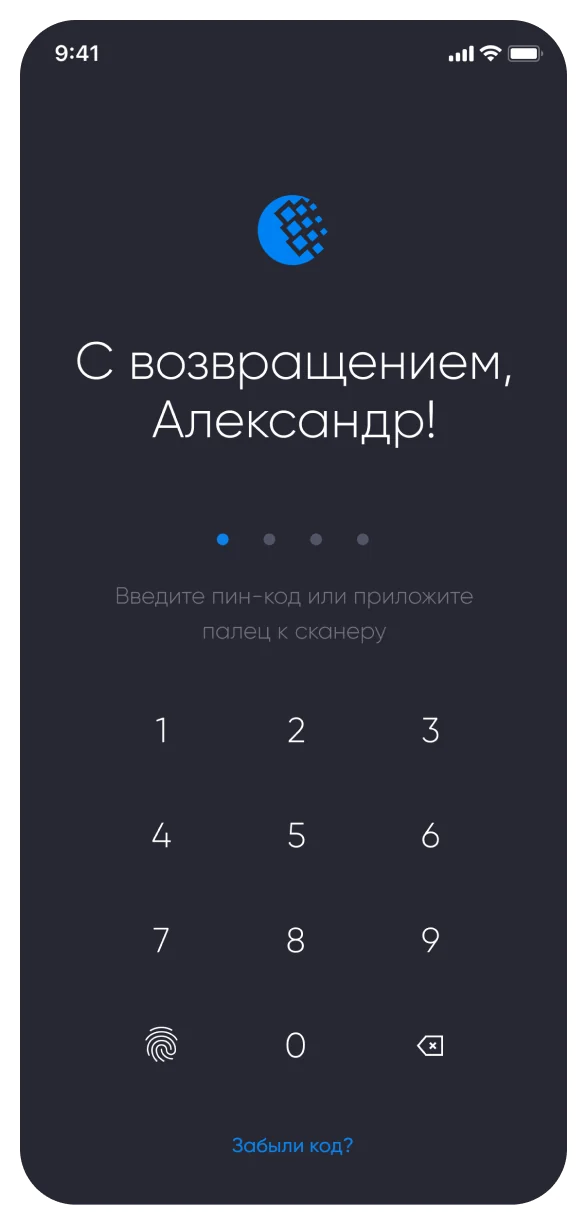 9:41
С возвращением,
Александр!
Введите пин-код или приложите
палец к сканеру
1 2 3
4 5 6
7 8 9
0
Забыли код?